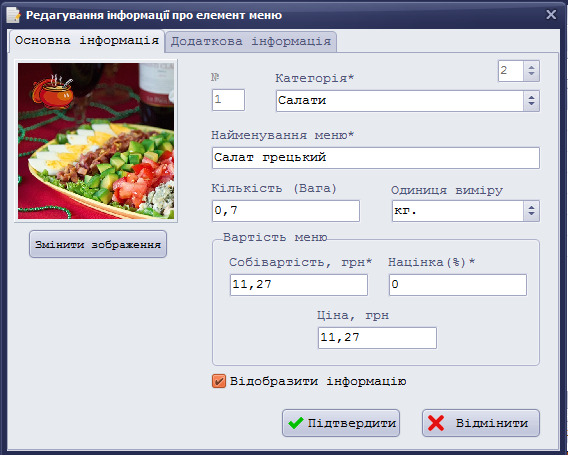 Редагування інформації про елемент меню
Основна інформація Додаткова інформація
2
№ Категорія*
1 Салати
Найменування меню*
Салат грецький
Кількість (Вага) Одиниця виміру
0,7 кг.
Змінити зображення
Вартість меню
Собівартість, грн* Націнка(%)*
11,27 0
Ціна, грн
11,27
Відобразити інформацію
Підтвердити Відмінити